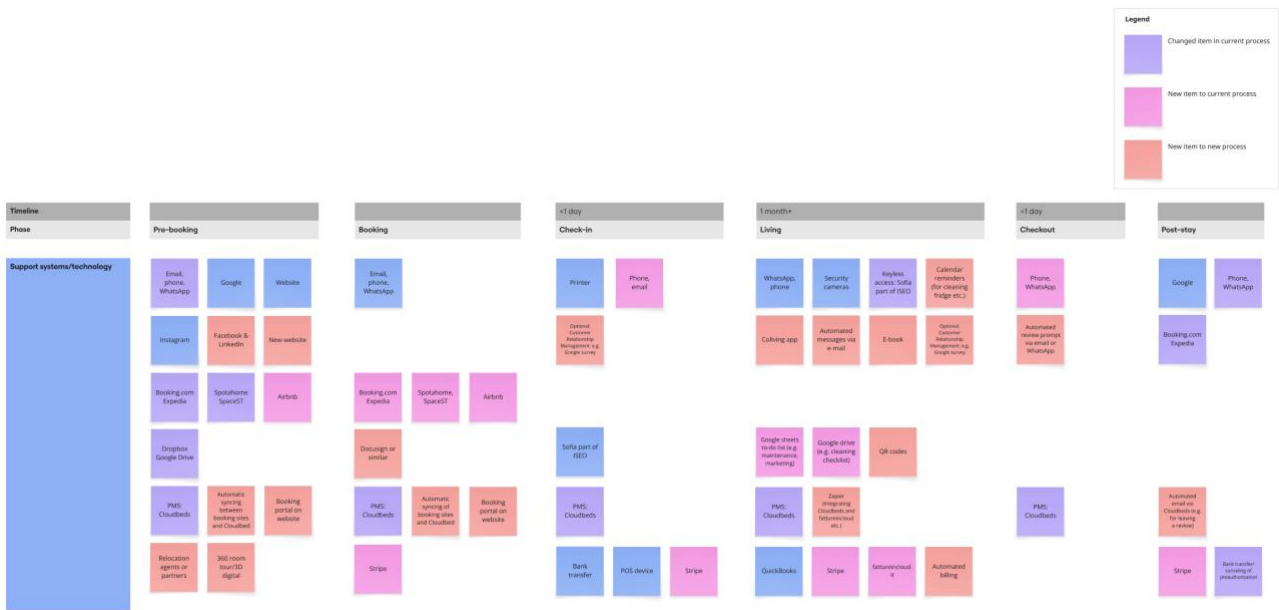 Legend
Changed item in current process
New item to current process
New item to new process
Timeline
<1 day
1 month+
<1 day
Phase
Pre-booking
Booking
Check-in
Living
Checkout
Post-stay
Support systems/technology
Email,
phone,
WhatsApp
Google
Website
Email,
phone,
WhatsApp
Printer
Phone,
email
WhatsApp,
phone
Security
cameras
Keyless
access: Sofia
part of ISEO
Calendar
reminders
(for cleaning
fridge etc.)
Phone,
WhatsApp
Google
Phone,
WhatsApp
Instagram
Facebook &
LinkedIn
New website
Optional
Customer
Relationship
Management: e.g.
Google survey
Coliving app
Automated
messages via
e-mail
E-book
Optional
Customer
Relationship
Management: e.g.
Google survey
Automated
review prompt
via email or
WhatsApp
Booking.com
Expedia
Booking.com
Expedia
Spotahome
SpaceST
Airbnb
Booking.com
Expedia
Spotahome,
SpaceST
Airbnb
Dropbox
Google Drive
Docusign or
similar
Sofia part of
ISEO
Google sheets
to-do list (e.g.
maintenance,
marketing)
Google drive
(e.g. cleaning
checklist)
QR codes
PMS:
Cloudbeds
Automatic
syncing
between
booking sites
and Cloudbed
Booking
portal on
website
PMS:
Cloudbeds
Automatic
syncing of
booking sites
and Cloudbed
Booking
portal on
website
PMS:
Cloudbeds
PMS:
Cloudbeds
Zapier
(integrating
Cloudbeds and
fattureincloud
etc.)
PMS:
Cloudbeds
Automated
email via
Cloudbeds (e.g.
for leaving
a review)
Relocation
agents or
partners
360 room
tour/3D
digital
Stripe
Bank
transfer
POS device
Stripe
QuickBooks
Stripe
fattureincloud.
it
Automated
billing
Stripe
Bank transfer/
canceling of
preauthorisation